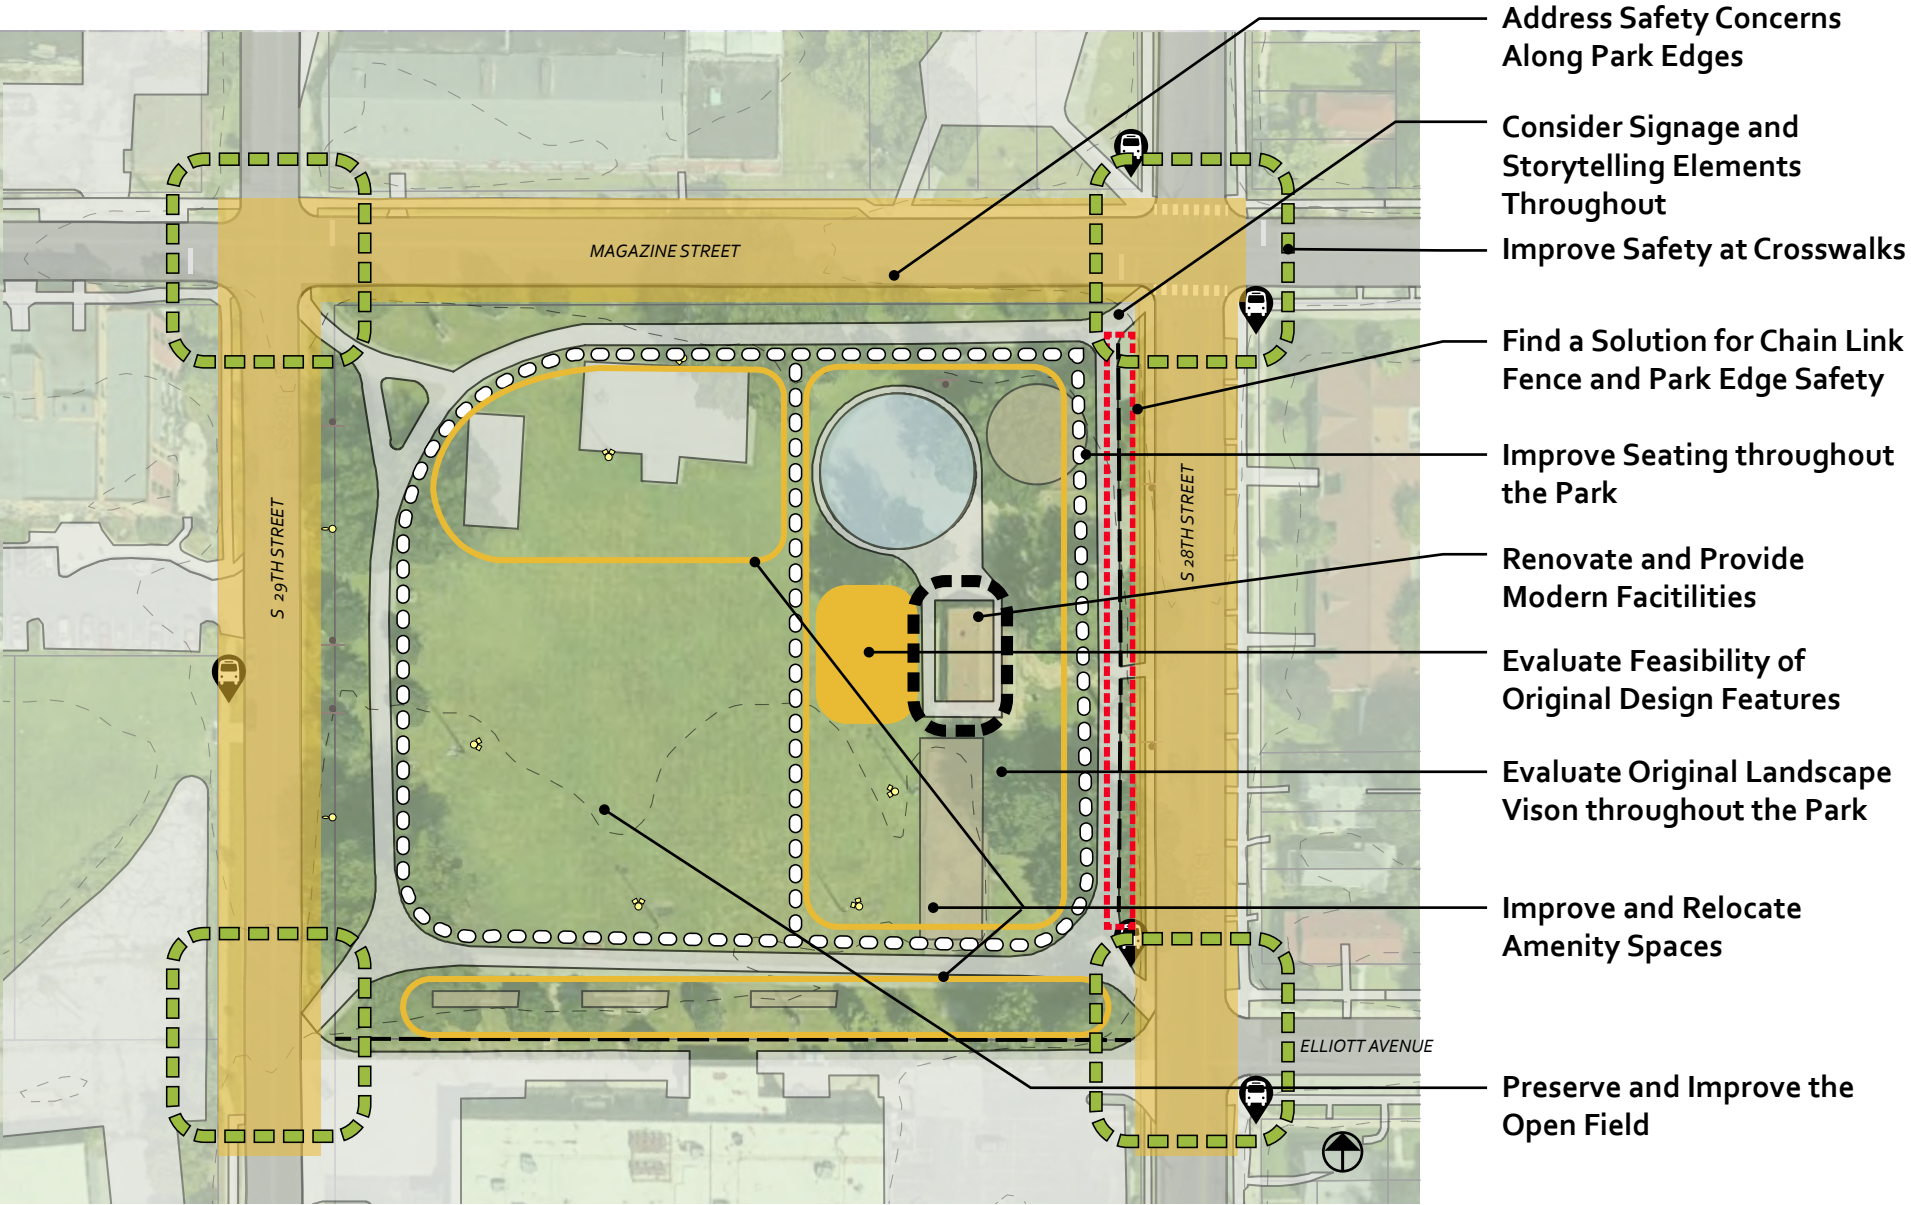 Address Safety Concerns
Along Park Edges
Consider Signage and
Storytelling Elements
Throughout
Improve Safety at Crosswalks
Find a Solution for Chain Link
Fence and Park Edge Safety
Improve Seating throughout
the Park
Renovate and Provide
Modern Facitilities
Evaluate Feasibility of
Original Design Features
Evaluate Original Landscape
Vison throughout the Park
Improve and Relocate
Amenity Spaces
Preserve and Improve the
Open Field
MAGAZINE STREET
S 29TH STREET
S 28TH STREET
ELLIOTT AVENUE